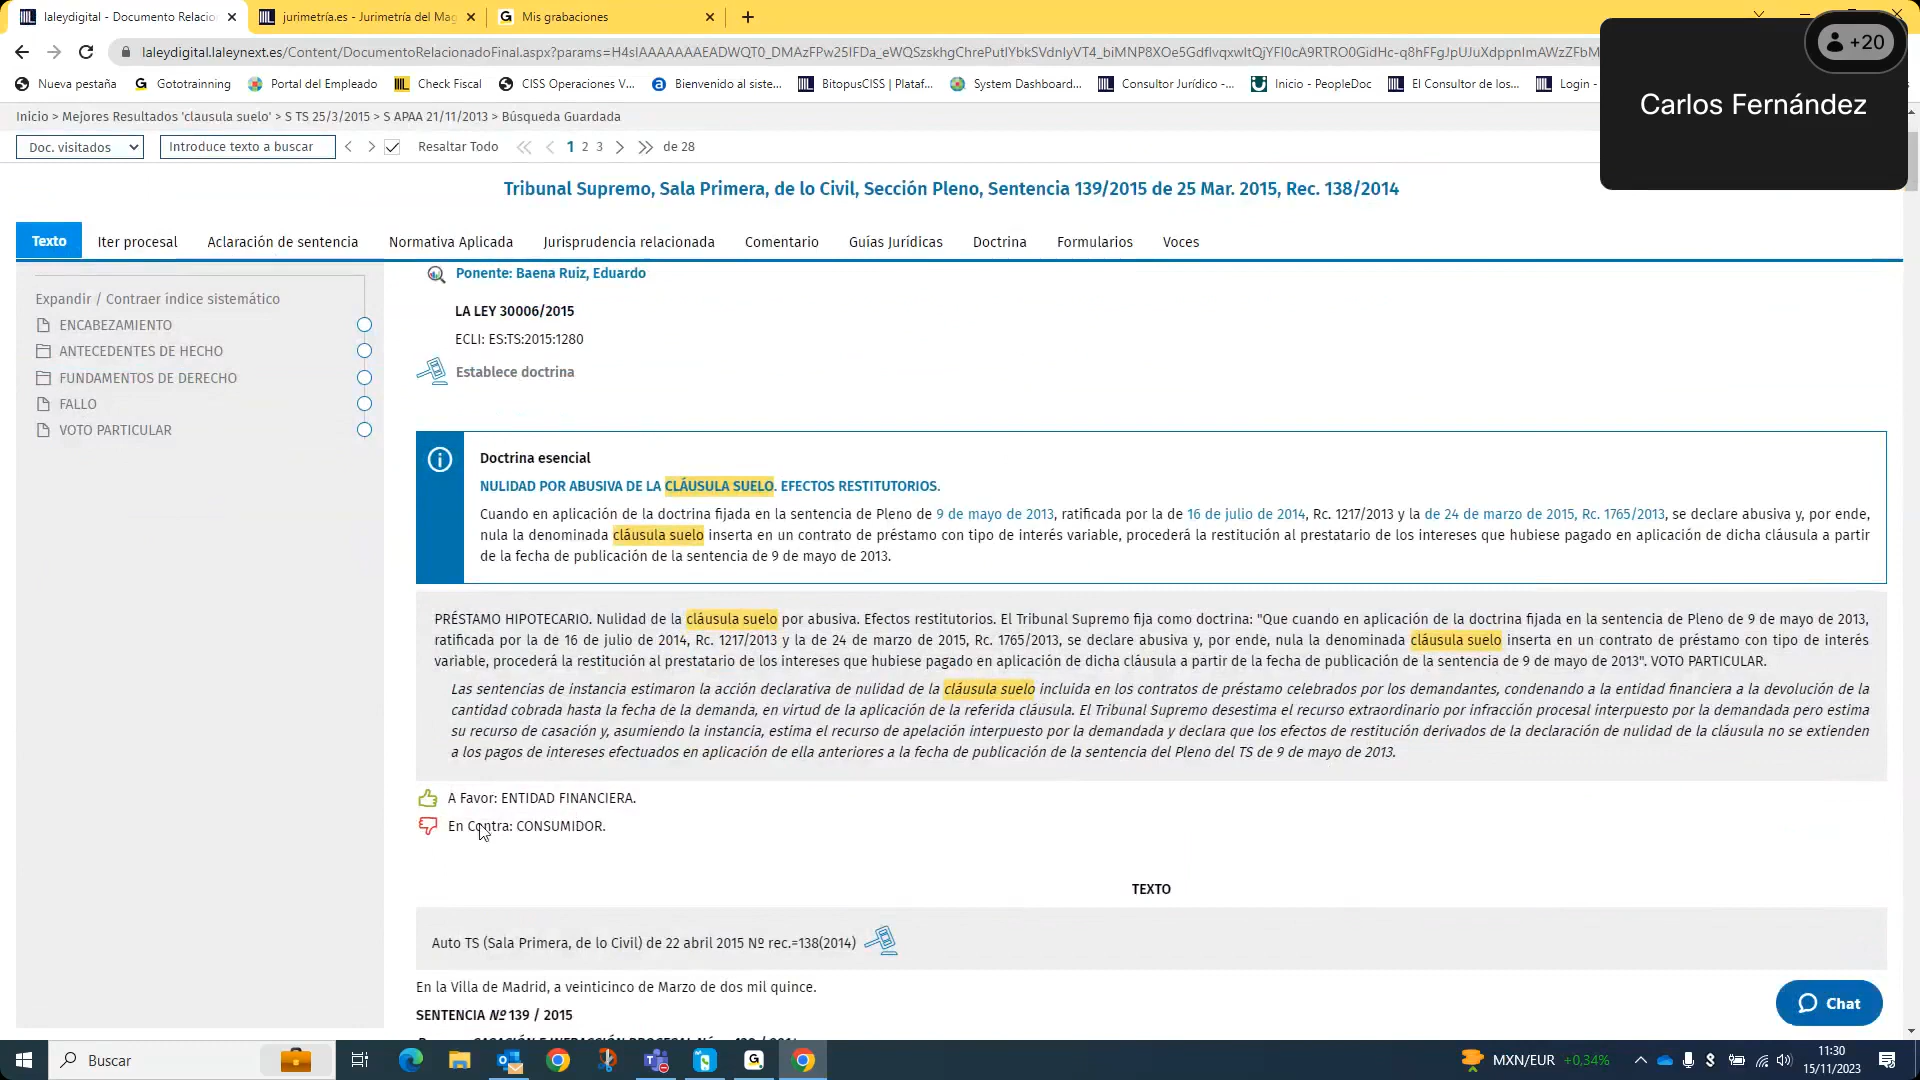 laleydigital - Documento Relacio
jurimetría.es - Jurimetría del Mag
Mis grabaciones
+20
Carlos Fernández
Nueva pestaña
Gototrainning
Portal del Empleado
Check Fiscal
CISS Operaciones V...
Bienvenido al siste...
BitopusCISS | Plataf...
System Dashboard...
Consultor Jurídico -...
Inicio - PeopleDoc
El Consultor de los...
Login -
Inicio > Mejores Resultados 'clausula suelo' > S TS 25/3/2015 > S APAA 21/11/2013 > Búsqueda Guardada
Doc. visitados
Introduce texto a buscar
Resaltar Todo
1 2 3
de 28
Tribunal Supremo, Sala Primera, de lo Civil, Sección Pleno, Sentencia 139/2015 de 25 Mar. 2015, Rec. 138/2014
Texto
Iter procesal
Aclaración de sentencia
Normativa Aplicada
Jurisprudencia relacionada
Comentario
Guías Jurídicas
Doctrina
Formularios
Voces
Expandir / Contraer índice sistemático
ENCABEZAMIENTO
ANTECEDENTES DE HECHO
FUNDAMENTOS DE DERECHO
FALLO
VOTO PARTICULAR
Ponente: Baena Ruiz, Eduardo
LA LEY 30006/2015
ECLI: ES:TS:2015:1280
Establece doctrina
Doctrina esencial
NULIDAD POR ABUSIVA DE LA CLÁUSULA SUELO. EFECTOS RESTITUTORIOS.
Cuando en aplicación de la doctrina fijada en la sentencia de Pleno de 9 de mayo de 2013, ratificada por la de 16 de julio de 2014, Rc. 1217/2013 y la de 24 de marzo de 2015, Rc. 1765/2013, se declare abusiva y, por ende,
nula la denominada cláusula suelo inserta en un contrato de préstamo con tipo de interés variable, procederá la restitución al prestatario de los intereses que hubiese pagado en aplicación de dicha cláusula a partir
de la fecha de publicación de la sentencia de 9 de mayo de 2013.
PRÉSTAMO HIPOTECARIO. Nulidad de la cláusula suelo por abusiva. Efectos restitutorios. El Tribunal Supremo fija como doctrina: "Que cuando en aplicación de la doctrina fijada en la sentencia de Pleno de 9 de mayo de 2013,
ratificada por la de 16 de julio de 2014, Rc. 1217/2013 y la de 24 de marzo de 2015, Rc. 1765/2013, se declare abusiva y, por ende, nula la denominada cláusula suelo inserta en un contrato de préstamo con tipo de interés
variable, procederá la restitución al prestatario de los intereses que hubiese pagado en aplicación de dicha cláusula a partir de la fecha de publicación de la sentencia de 9 de mayo de 2013". VOTO PARTICULAR.
Las sentencias de instancia estimaron la acción declarativa de nulidad de la cláusula suelo incluida en los contratos de préstamo celebrados por los demandantes, condenando a la entidad financiera a la devolución de la
cantidad cobrada hasta la fecha de la demanda, en virtud de la aplicación de la referida cláusula. El Tribunal Supremo desestima el recurso extraordinario por infracción procesal interpuesto por la demandada pero estima
su recurso de casación y, asumiendo la instancia, estima el recurso de apelación interpuesto por la demandada y declara que los efectos de restitución derivados de la declaración de nulidad de la cláusula no se extienden
a los pagos de intereses efectuados en aplicación de ella anteriores a la fecha de publicación de la sentencia del Pleno del TS de 9 de mayo de 2013.
A Favor: ENTIDAD FINANCIERA.
En Contra: CONSUMIDOR.
TEXTO
Auto TS (Sala Primera, de lo Civil) de 22 abril 2015 Nº rec.=138(2014)
En la Villa de Madrid, a veinticinco de Marzo de dos mil quince.
SENTENCIA Nº 139 / 2015
Chat
Buscar
MXN/EUR +0,34%
11:30
15/11/2023